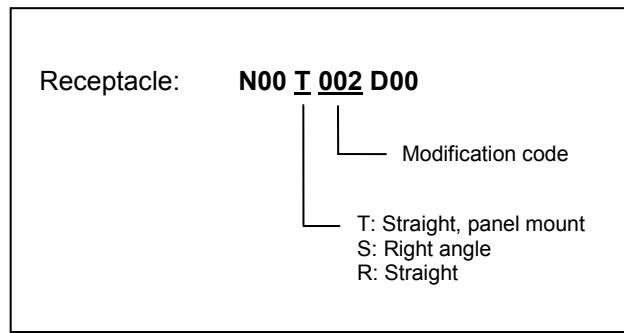 Receptacle: N00 T 002 D00
Modification code
T: Straight, panel mount
S: Right angle
R: Straight